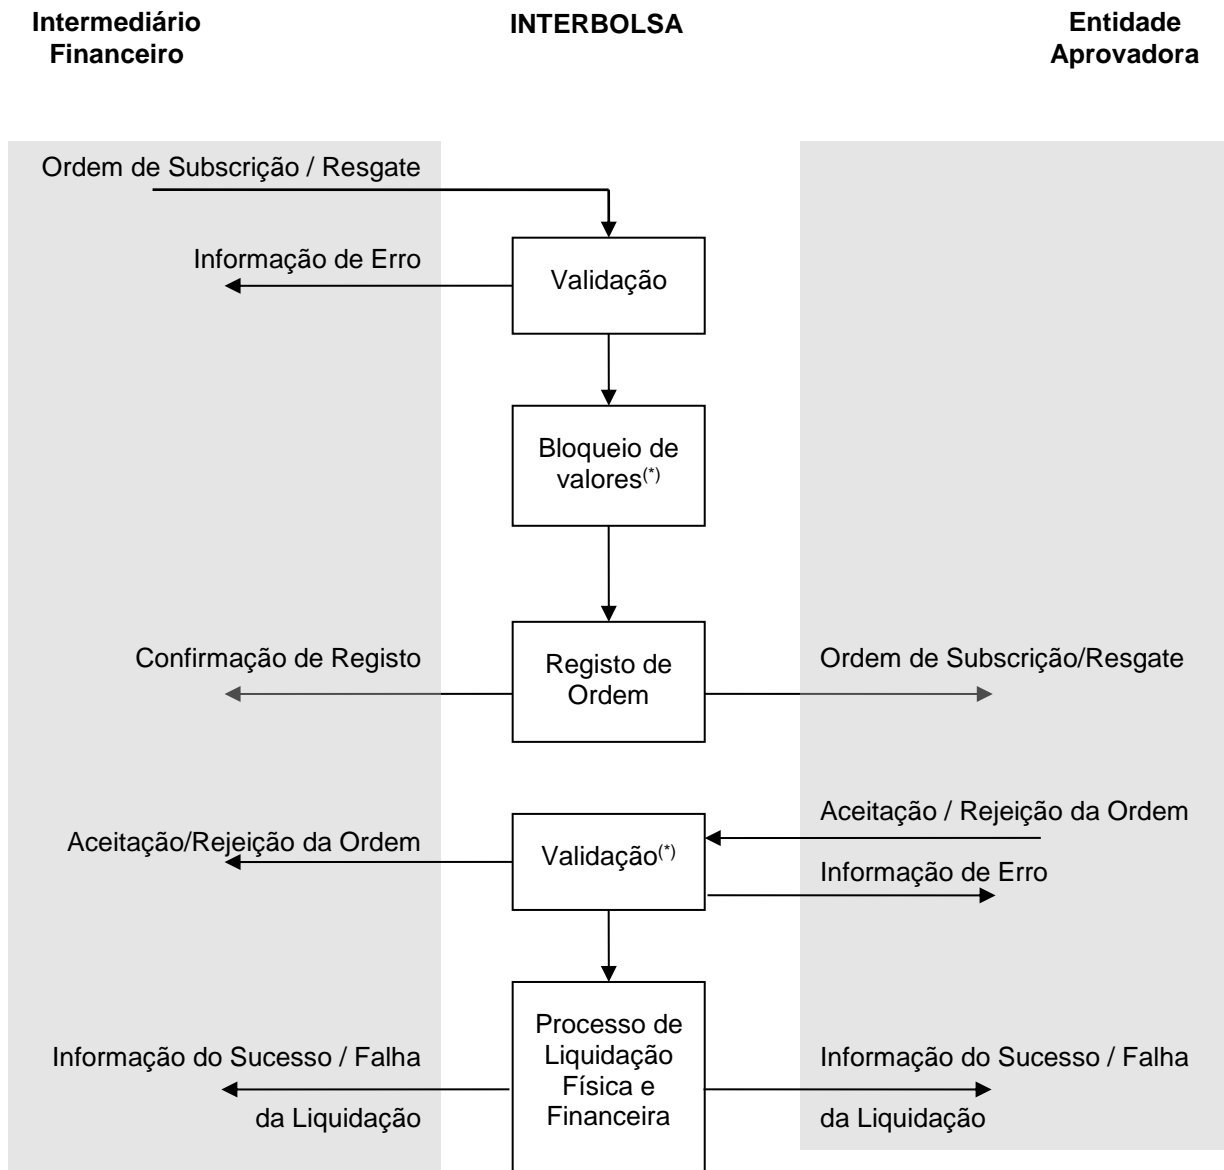 Intermediário
Financeiro
INTERBOLSA
Entidade
Aprovadora
Ordem de Subscrição / Resgate
Informação de Erro
Validação
Bloqueio de
valores(*)
Confirmação de Registo
Registo de
Ordem
Ordem de Subscrição/Resgate
Aceitação / Rejeição da Ordem
Aceitação/Rejeição da Ordem
Validação(*)
Informação de Erro
Processo de
Liquidação
Física e
Financeira
Informação do Sucesso / Falha
da Liquidação
Informação do Sucesso / Falha
da Liquidação